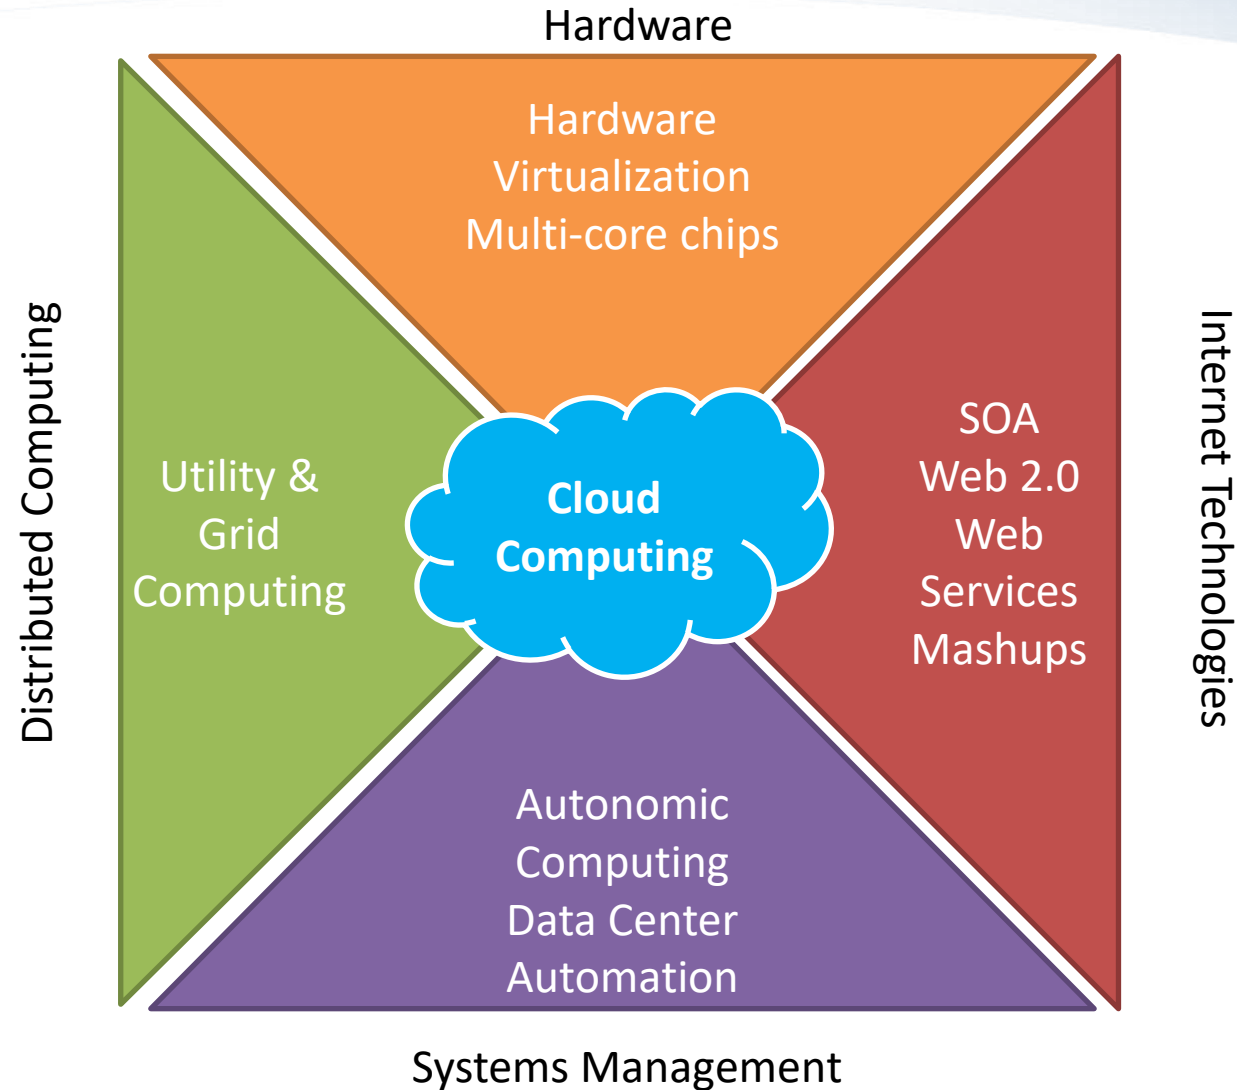 Hardware
Hardware
Virtualization
Multi-core chips
Distributed Computing
Utility &
Grid
Computing
Cloud
Computing
SOA
Web 2.0
Web
Services
Mashups
Internet Technologies
Autonomic
Computing
Data Center
Automation
Systems Management